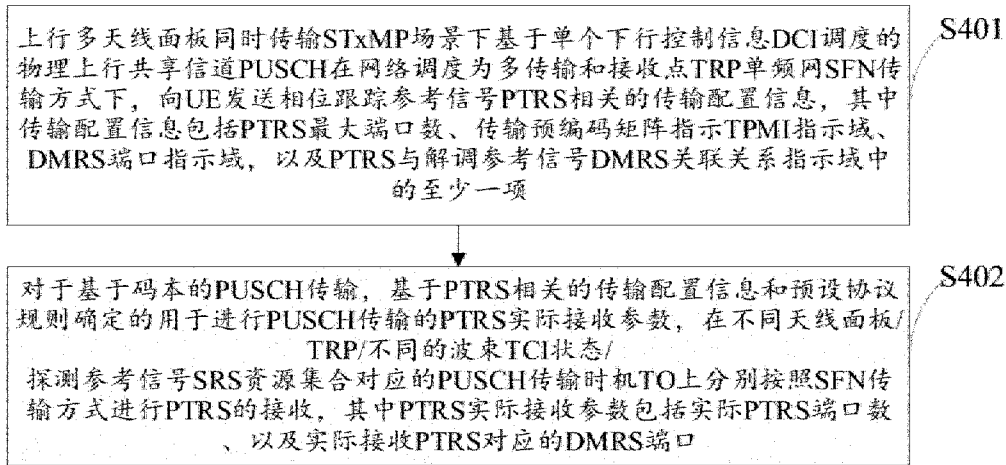 S401
上行多天线面板同时传输STxMP场景下基于单个下行控制信息DCI调度的
物理上行共享信道PUSCH在网络调度为多传输和接收点TRP单频网SFN传
输方式下，向UE发送相位跟踪参考信号PTRS相关的传输配置信息，其中
传输配置信息包括PTRS最大端口数、传输预编码矩阵指示TPMI指示域、
DMRS端口指示域，以及PTRS与解调参考信号DMRS关联关系指示域中
的至少一项
S402
对于基于码本的PUSCH传输，基于PTRS相关的传输配置信息和预设协议
规则确定的用于进行PUSCH传输的PTRS实际接收参数，在不同天线面板/
TRP/不同的波束TCI状态/
探测参考信号SRS资源集合对应的PUSCH传输时机TO上分别按照SFN传
输方式进行PTRS的接收，其中PTRS实际接收参数包括实际PTRS端口数
、以及实际接收PTRS对应的DMRS端口